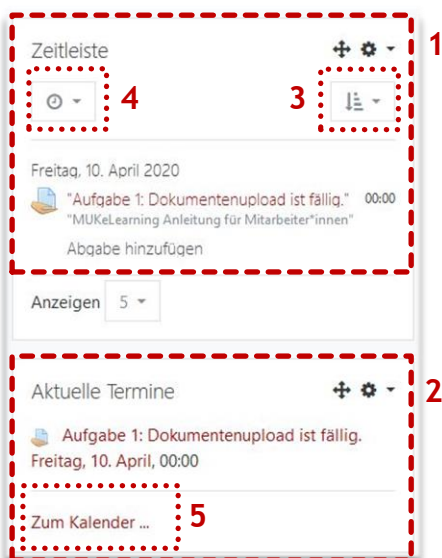 Zeitleiste
1
4
3
Freitag, 10. April 2020
"Aufgabe 1: Dokumentenupload ist fällig." 00:00
"MUKeLearning Anleitung für Mitarbeiter*innen"
Abgabe hinzufügen
Anzeigen 5
Aktuelle Termine
2
Aufgabe 1: Dokumentenupload ist fällig.
Freitag, 10. April, 00:00
Zum Kalender ...
5